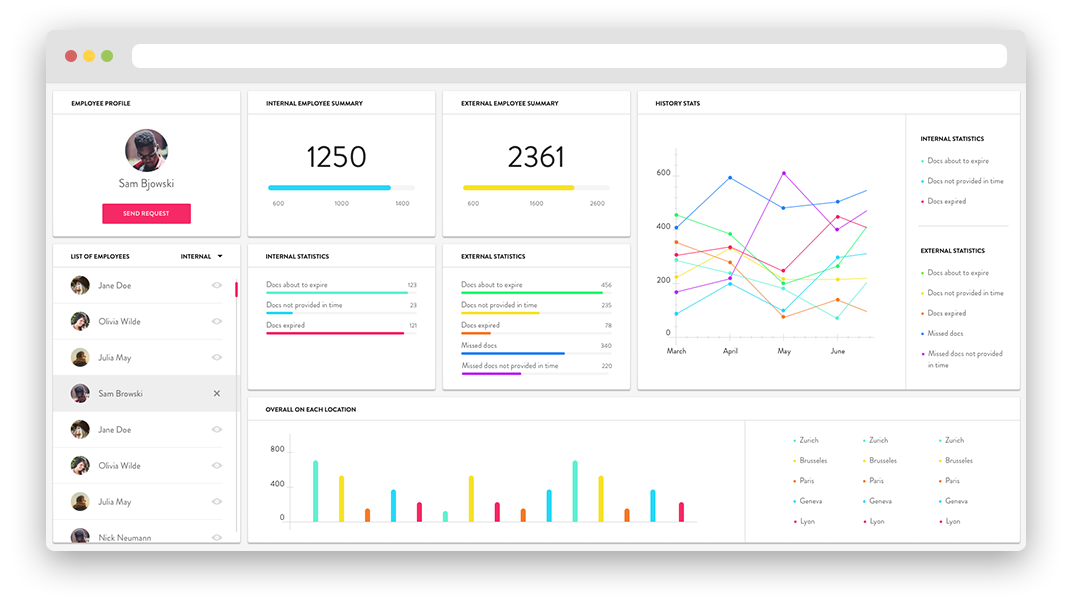 EMPLOYEE PROFILE
Sam Bjowski
SEND REQUEST
INTERNAL EMPLOYEE SUMMARY
1250
600 1000 1400
EXTERNAL EMPLOYEE SUMMARY
2361
600 1600 2600
HISTORY STATS
600
400
200
0
March April May June
INTERNAL STATISTICS
Docs about to expire
Docs not provided in time
Docs expired
EXTERNAL STATISTICS
Docs about to expire
Docs not provided in time
Docs expired
Missed docs
Missed docs not provided
in time
LIST OF EMPLOYEES INTERNAL
Jane Doe
Olivia Wilde
Julia May
Sam Browski
Jane Doe
Olivia Wilde
Julia May
Nick Neumann
INTERNAL STATISTICS
Docs about to expire 123
Docs not provided in time 23
Docs expired 121
EXTERNAL STATISTICS
Docs about to expire 456
Docs not provided in time 235
Docs expired 78
Missed docs 340
Missed docs not provided in time 220
OVERALL ON EACH LOCATION
800
400
0
Zurich Zurich Zurich
Brusseles Brusseles Brusseles
Paris Paris Paris
Geneva Geneva Geneva
Lyon Lyon Lyon